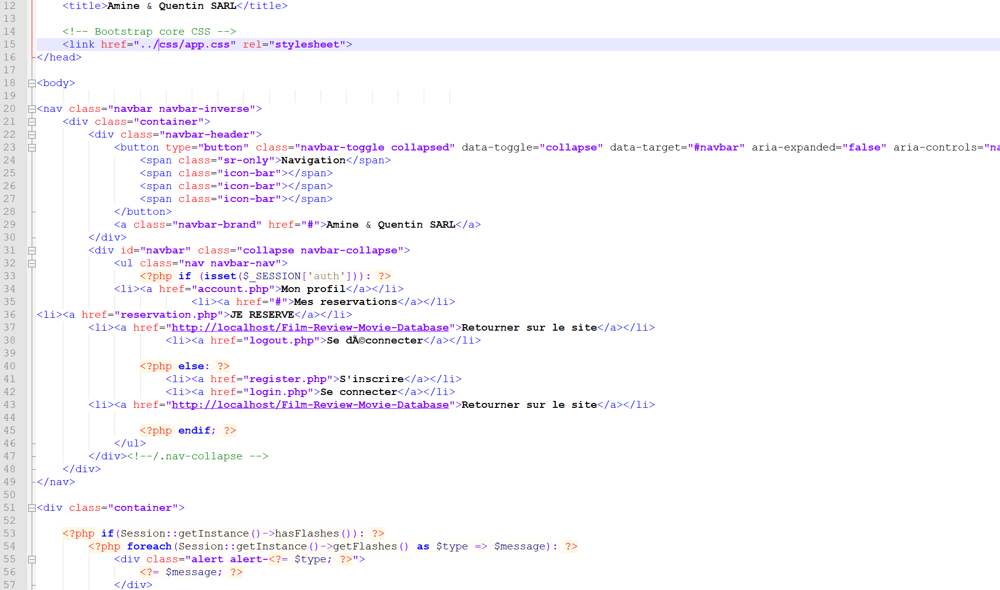 12 <title>Amine & Quentin SARL</title>
13
14 <!-- Bootstrap core CSS -->
15 <link href="../css/app.css" rel="stylesheet">
16 </head>
17
18 <body>
19
20 <nav class="navbar navbar-inverse">
21 <div class="container">
22 <div class="navbar-header">
23 <button type="button" class="navbar-toggle collapsed" data-toggle="collapse" data-target="#navbar" aria-expanded="false" aria-controls="na
24 <span class="sr-only">Navigation</span>
25 <span class="icon-bar"></span>
26 <span class="icon-bar"></span>
27 <span class="icon-bar"></span>
28 </button>
29 <a class="navbar-brand" href="#">Amine & Quentin SARL</a>
30 </div>
31 <div id="navbar" class="collapse navbar-collapse">
32 <ul class="nav navbar-nav">
33 <?php if (isset($_SESSION['auth'])): ?>
34 <li><a href="account.php">Mon profil</a></li>
35 <li><a href="#">Mes reservations</a></li>
36 <li><a href="reservation.php">JE RESERVE</a></li>
37 <li><a href="http://localhost/Film-Review-Movie-Database">Retourner sur le site</a></li>
38 <li><a href="logout.php">Se dÃ©connecter</a></li>
39
40 <?php else: ?>
41 <li><a href="register.php">S'inscrire</a></li>
42 <li><a href="login.php">Se connecter</a></li>
43 <li><a href="http://localhost/Film-Review-Movie-Database">Retourner sur le site</a></li>
44
45 <?php endif; ?>
46 </ul>
47 </div><!--/.nav-collapse -->
48 </div>
49 </nav>
50
51 <div class="container">
52
53 <?php if(Session::getInstance()->hasFlashes()): ?>
54 <?php foreach(Session::getInstance()->getFlashes() as $type => $message): ?>
55 <div class="alert alert-<?= $type; ?>">
56 <?= $message; ?>
57 </div>